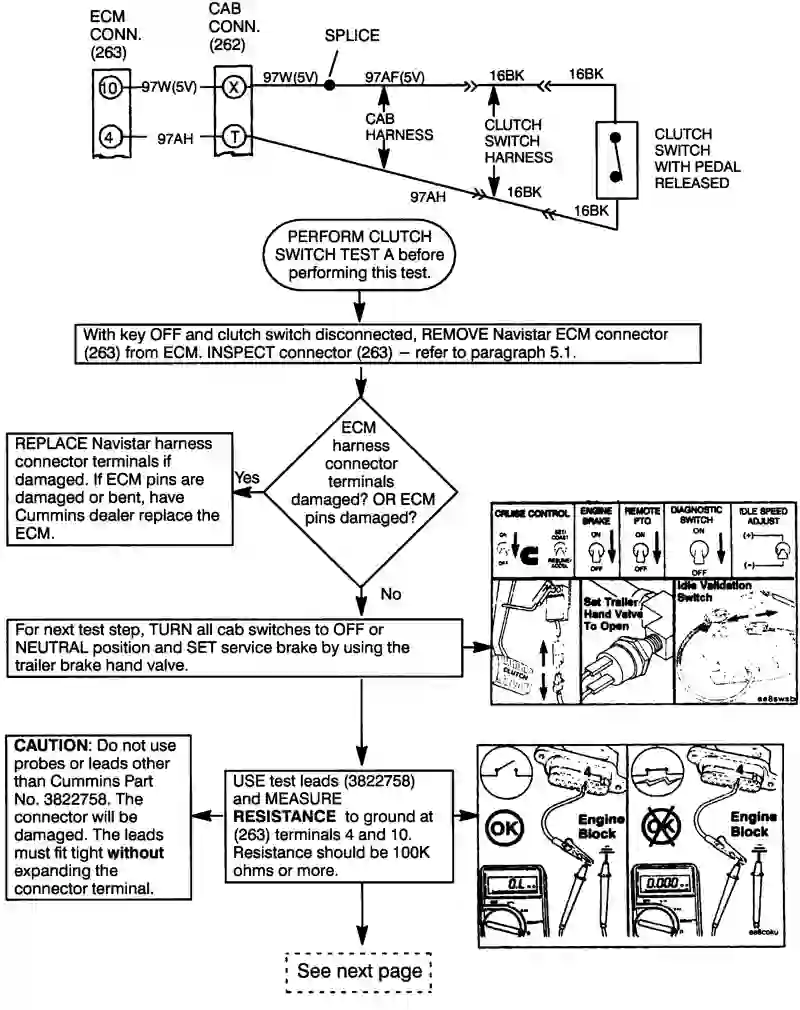 ECM
CONN.
(263)
CAB
CONN.
(262)
SPLICE
10
97W(5V)
X
97W(5V)
97AF(5V)
16BK
16BK
4
97AH
T
CAB
HARNESS
CLUTCH
SWITCH
HARNESS
CLUTCH
SWITCH
WITH PEDAL
RELEASED
97AH
16BK
16BK
PERFORM CLUTCH
SWITCH TEST A before
performing this test.
With key OFF and clutch switch disconnected, REMOVE Navistar ECM connector
(263) from ECM. INSPECT connector (263) – refer to paragraph 5.1.
ECM
harness
connector
terminals
damaged? OR ECM
pins damaged?
Yes
REPLACE Navistar harness
connector terminals if
damaged. If ECM pins are
damaged or bent, have
Cummins dealer replace the
ECM.
No
For next test step, TURN all cab switches to OFF or
NEUTRAL position and SET service brake by using the
trailer brake hand valve.
CRUISE CONTROL
ON
OFF
SET/
COAST
RESUME/
ACCEL
ENGINE
BRAKE
ON
OFF
REMOTE
PTO
ON
OFF
DIAGNOSTIC
SWITCH
ON
OFF
IDLE SPEED
ADJUST
(+)
(-)
CLUTCH
Set Trailer
Hand Valve
To Open
Idle Validation
Switch
ee8swsb
CAUTION: Do not use
probes or leads other
than Cummins Part
No. 3822758. The
connector will be
damaged. The leads
must fit tight without
expanding the
connector terminal.
USE test leads (3822758)
and MEASURE
RESISTANCE to ground at
(263) terminals 4 and 10.
Resistance should be 100K
ohms or more.
OK
Engine
Block
0.L
OK
Engine
Block
0.000
ee8coku
See next page